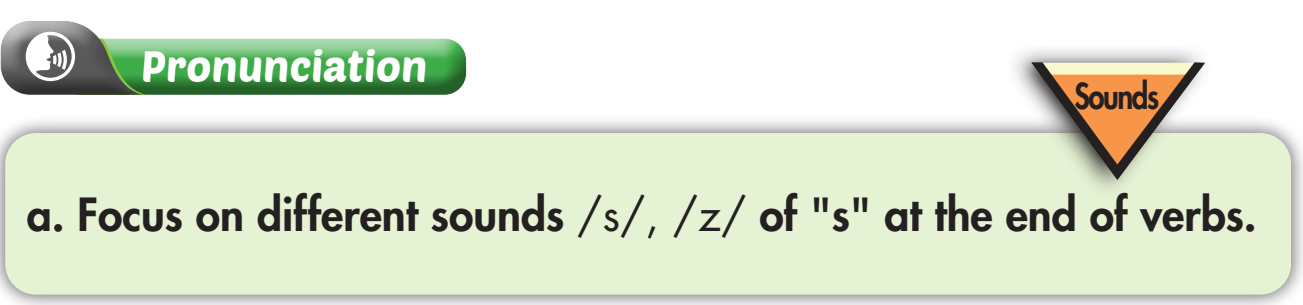 Pronunciation
Sounds
a. Focus on different sounds /s/, /z/ of "s" at the end of verbs.